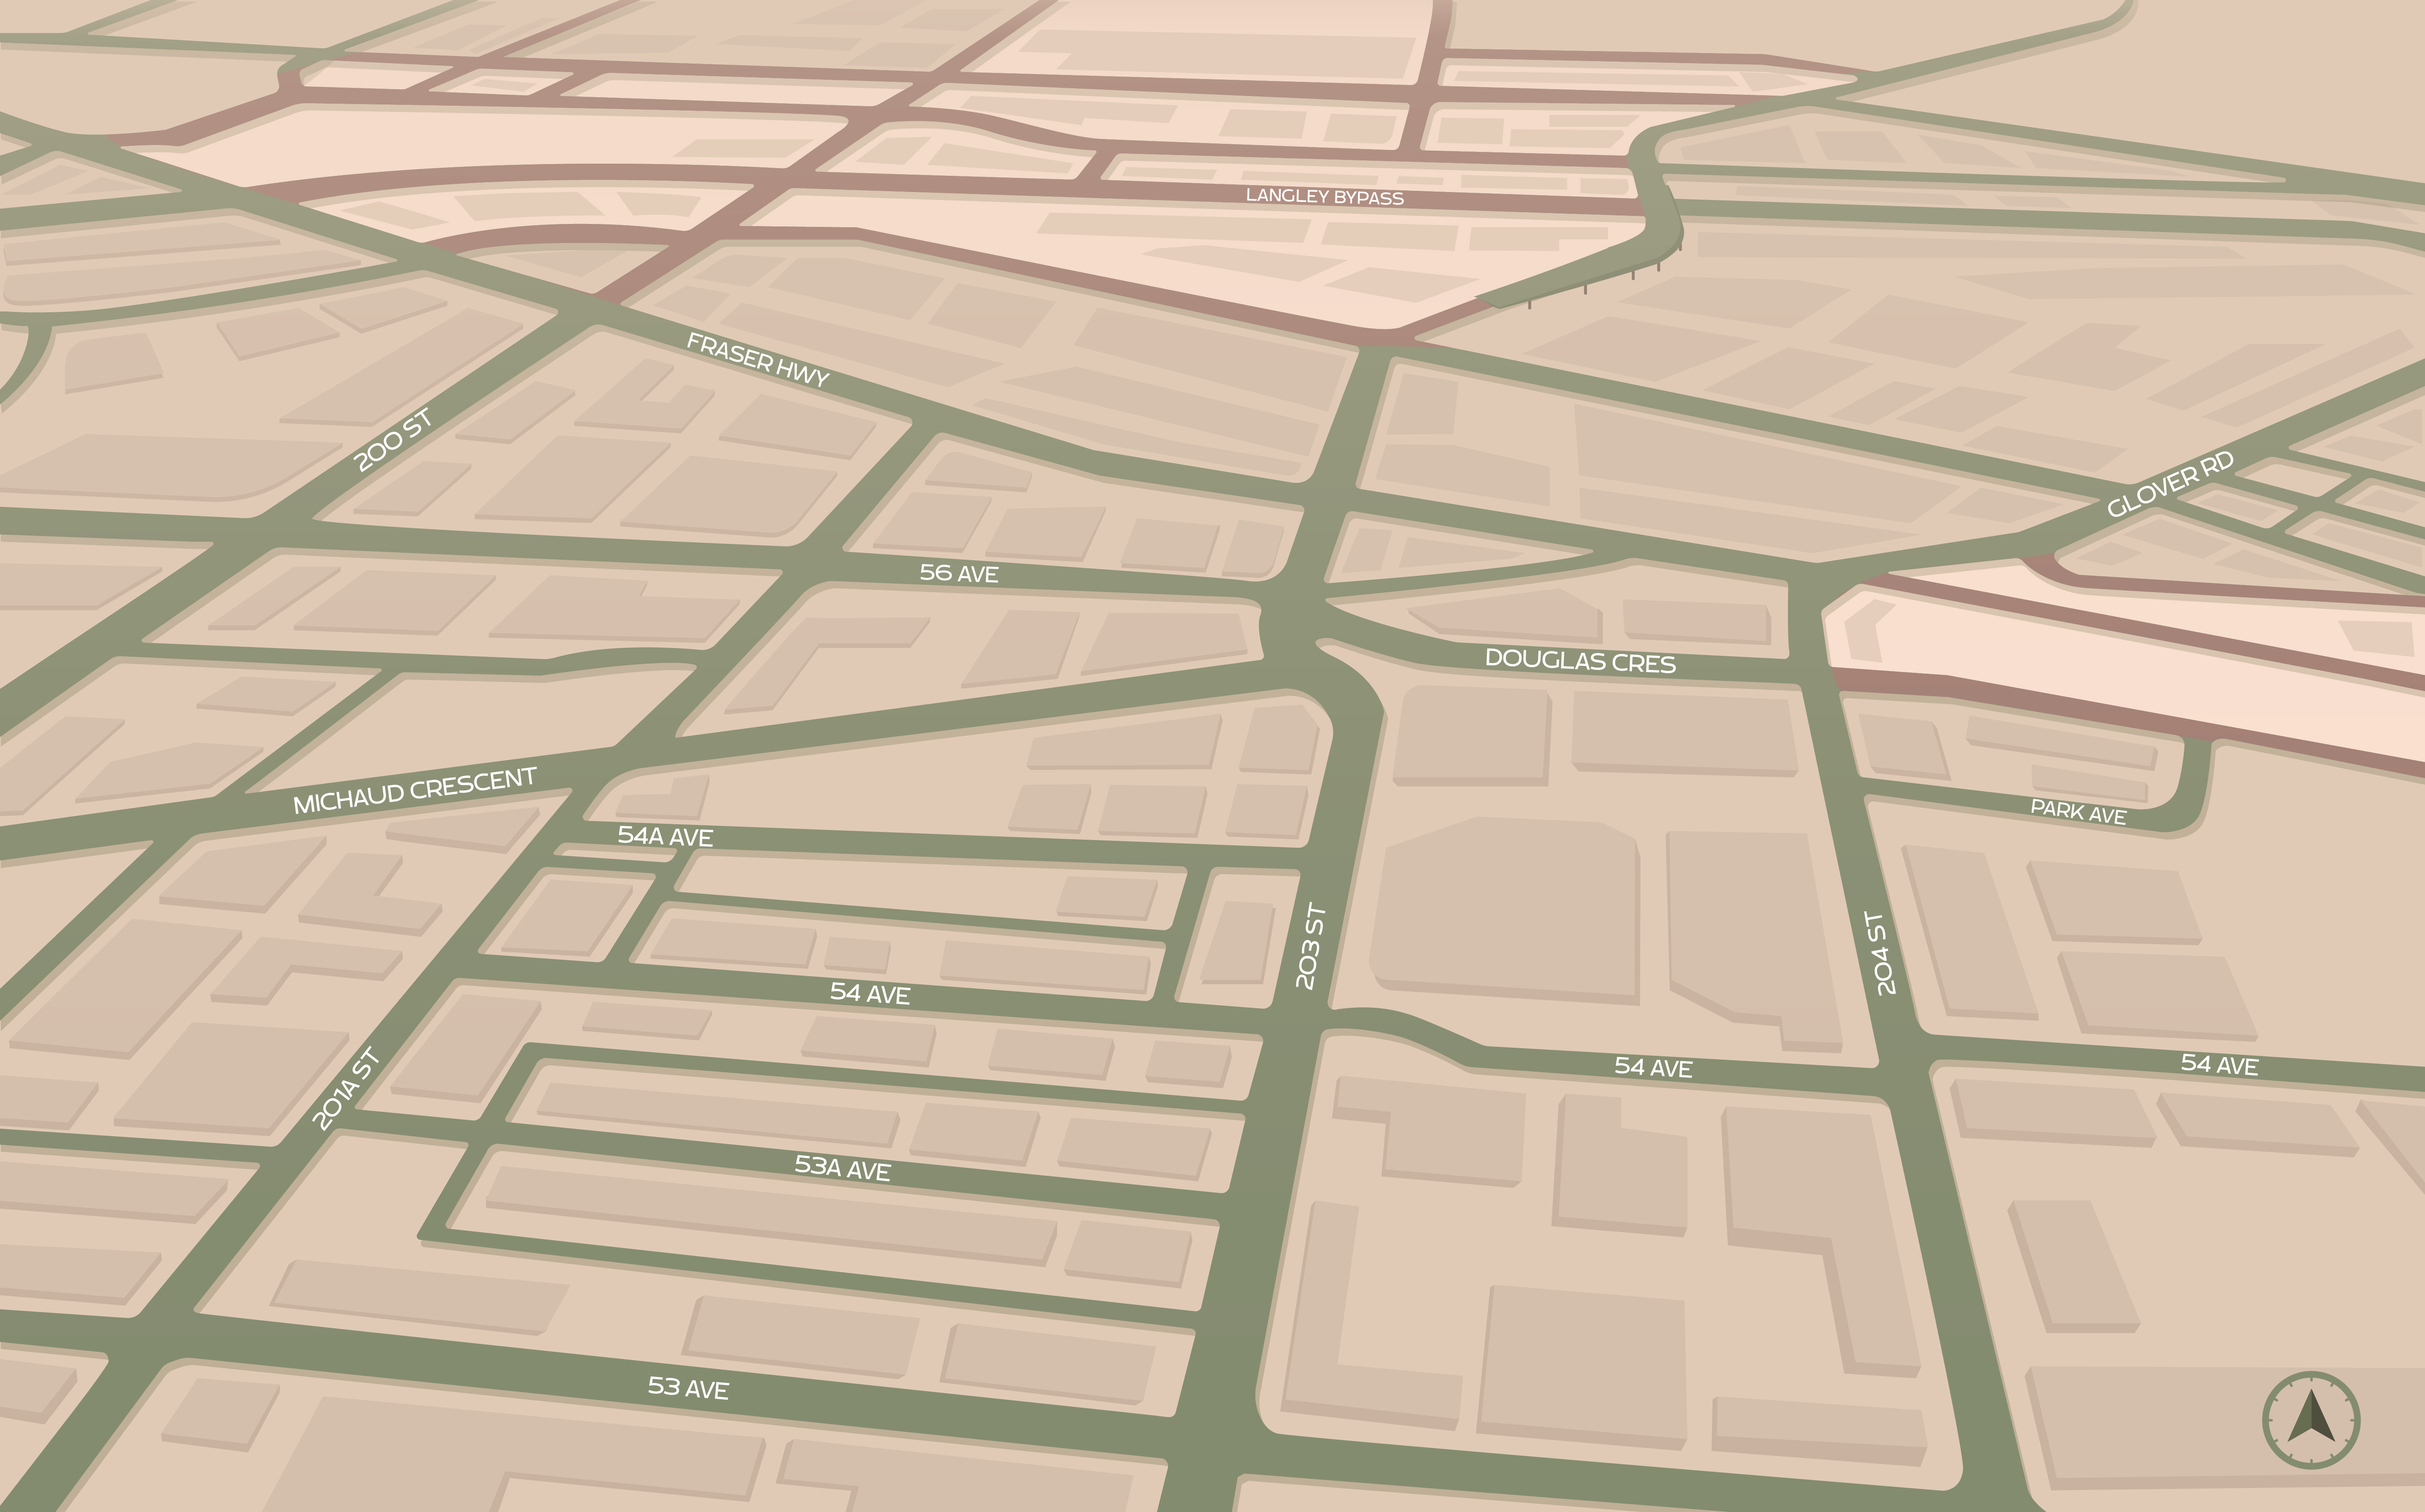 LANGLEY BYPASS
FRASER HWY
200 ST
GLOVER RD
56 AVE
DOUGLAS CRES
MICHAUD CRESCENT
PARK AVE
54A AVE
203 ST
204 ST
54 AVE
54 AVE
54 AVE
201A ST
53A AVE
53 AVE